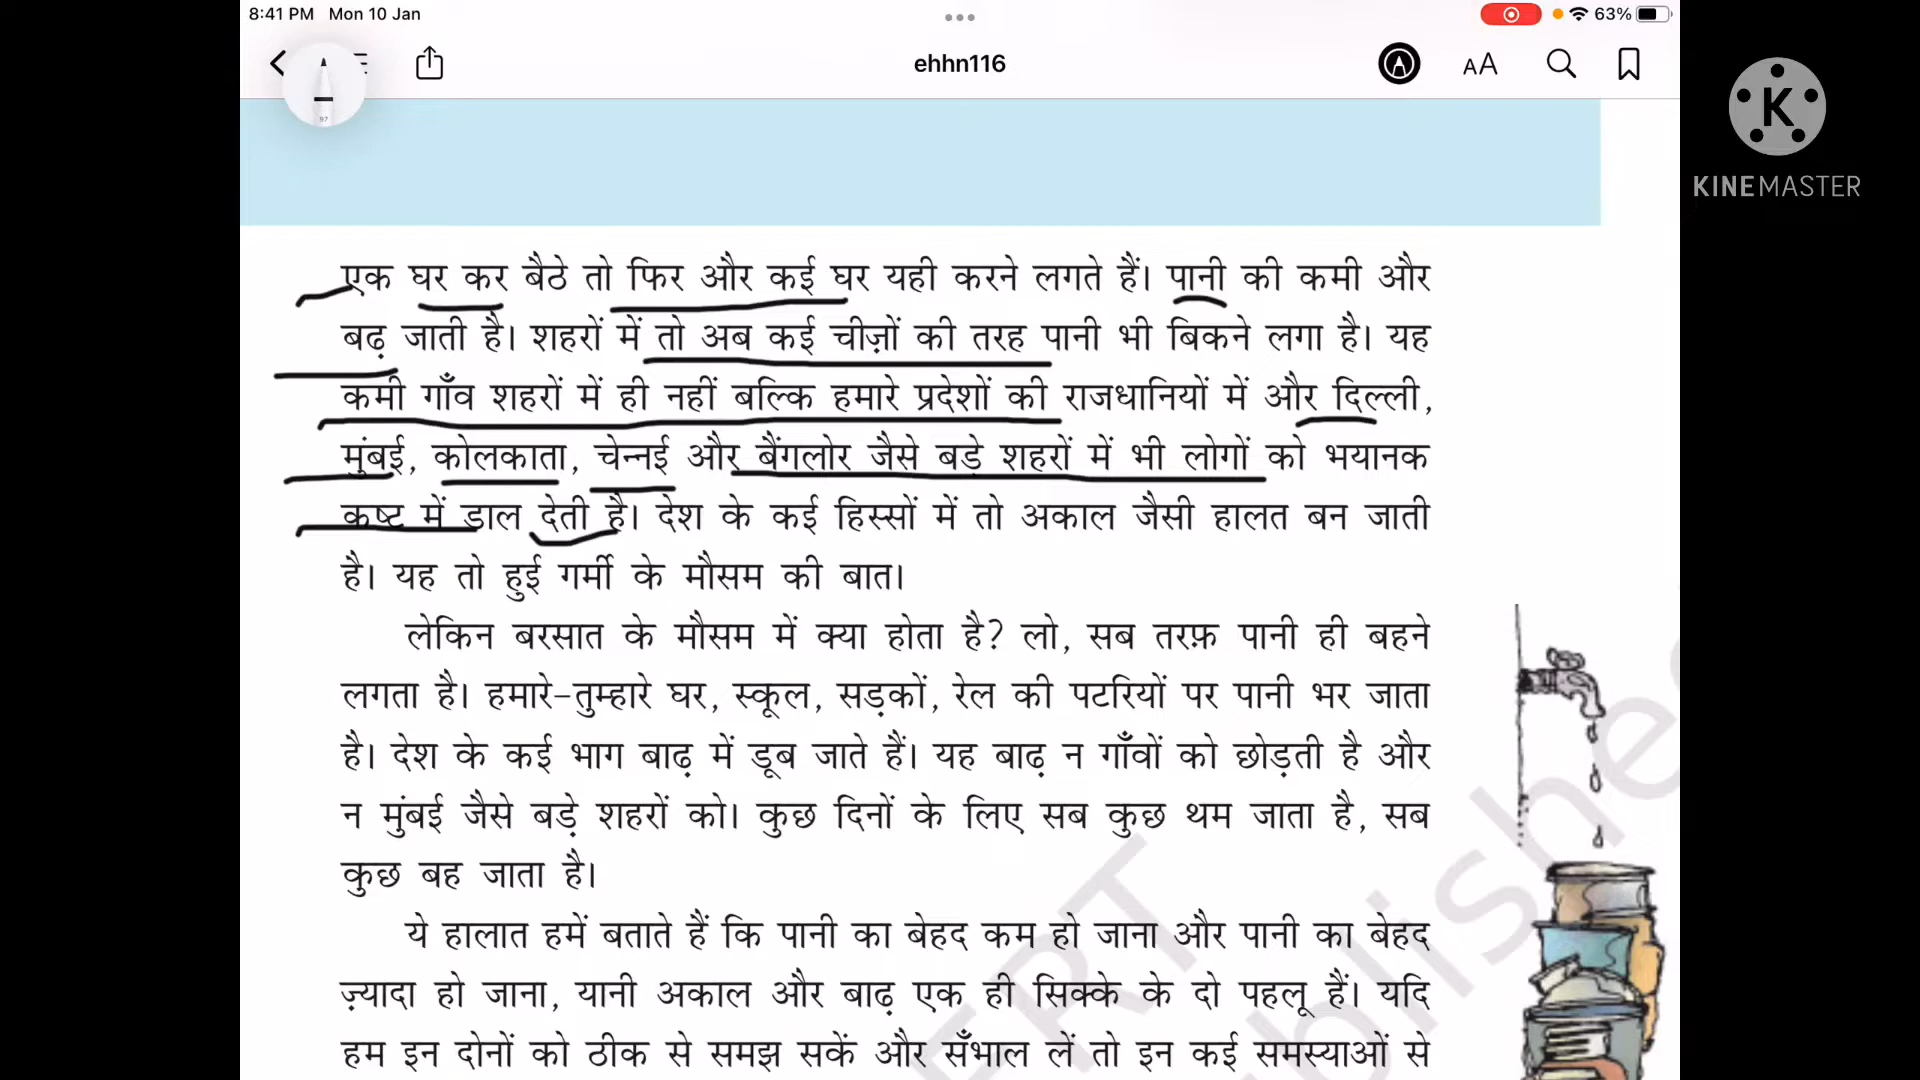 8:41 PM Mon 10 Jan
63%
ehhn116
AA
K
KINEMASTER
97
एक घर कर बैठे तो फिर और कई घर यही करने लगते हैं। पानी की कमी और
बढ़ जाती है। शहरों में तो अब कई चीज़ों की तरह पानी भी बिकने लगा है। यह
कमी गाँव शहरों में ही नहीं बल्कि हमारे प्रदेशों की राजधानियों में और दिल्ली,
मुंबई, कोलकाता, चेन्नई और बैंगलोर जैसे बड़े शहरों में भी लोगों को भयानक
कष्ट में डाल देती है। देश के कई हिस्सों में तो अकाल जैसी हालत बन जाती
है। यह तो हुई गर्मी के मौसम की बात।
लेकिन बरसात के मौसम में क्या होता है? लो, सब तरफ़ पानी ही बहने
लगता है। हमारे-तुम्हारे घर, स्कूल, सड़कों, रेल की पटरियों पर पानी भर जाता
है। देश के कई भाग बाढ़ में डूब जाते हैं। यह बाढ़ न गाँवों को छोड़ती है और
न मुंबई जैसे बड़े शहरों को। कुछ दिनों के लिए सब कुछ थम जाता है, सब
कुछ बह जाता है।
ये हालात हमें बताते हैं कि पानी का बेहद कम हो जाना और पानी का बेहद
ज़्यादा हो जाना, यानी अकाल और बाढ़ एक ही सिक्के के दो पहलू हैं। यदि
हम इन दोनों को ठीक से समझ सकें और सँभाल लें तो इन कई समस्याओं से